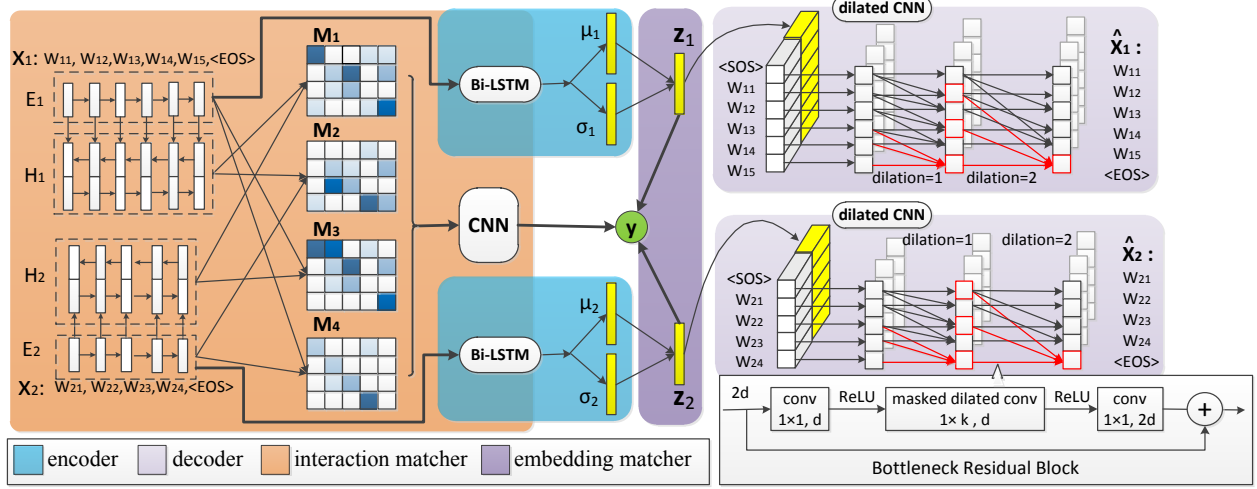 X1: W11, W12,W13,W14,W15,<EOS>
E1
H1
H2
E2
X2: W21, W22,W23,W24,<EOS>
M1
M2
M3
M4
CNN
Bi-LSTM
μ1
σ1
Bi-LSTM
μ2
σ2
z1
y
z2
dilated CNN
<SOS>
W11
W12
W13
W14
W15
dilation=1
dilation=2
X̂1 :
W11
W12
W13
W14
W15
<EOS>
dilated CNN
dilation=1
dilation=2
<SOS>
W21
W22
W23
W24
X̂2 :
W21
W22
W23
W24
<EOS>
2d
conv
1×1, d
ReLU
masked dilated conv
1× k , d
ReLU
conv
1×1, 2d
+
Bottleneck Residual Block
encoder
decoder
interaction matcher
embedding matcher